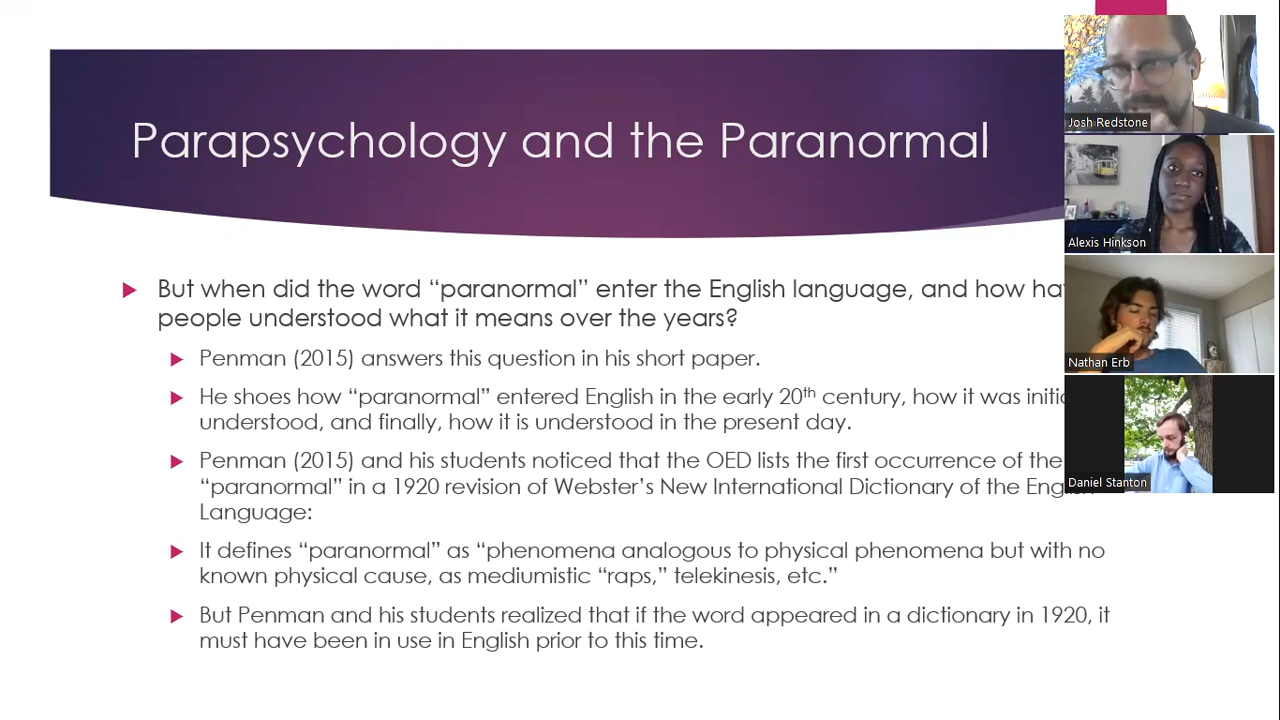 Parapsychology and the Paranormal
But when did the word “paranormal” enter the English language, and how
people understood what it means over the years?
Penman (2015) answers this question in his short paper.
He shoes how “paranormal” entered English in the early 20th century, how it was
understood, and finally, how it is understood in the present day.
Penman (2015) and his students noticed that the OED lists the first occurrence of the
“paranormal” in a 1920 revision of Webster’s New International Dictionary of the English
Language:
It defines “paranormal” as “phenomena analogous to physical phenomena but with no
known physical cause, as mediumistic “raps,” telekinesis, etc.”
But Penman and his students realized that if the word appeared in a dictionary in 1920, it
must have been in use in English prior to this time.
Josh Redstone
Alexis Hinkson
Nathan Erb
Daniel Stanton